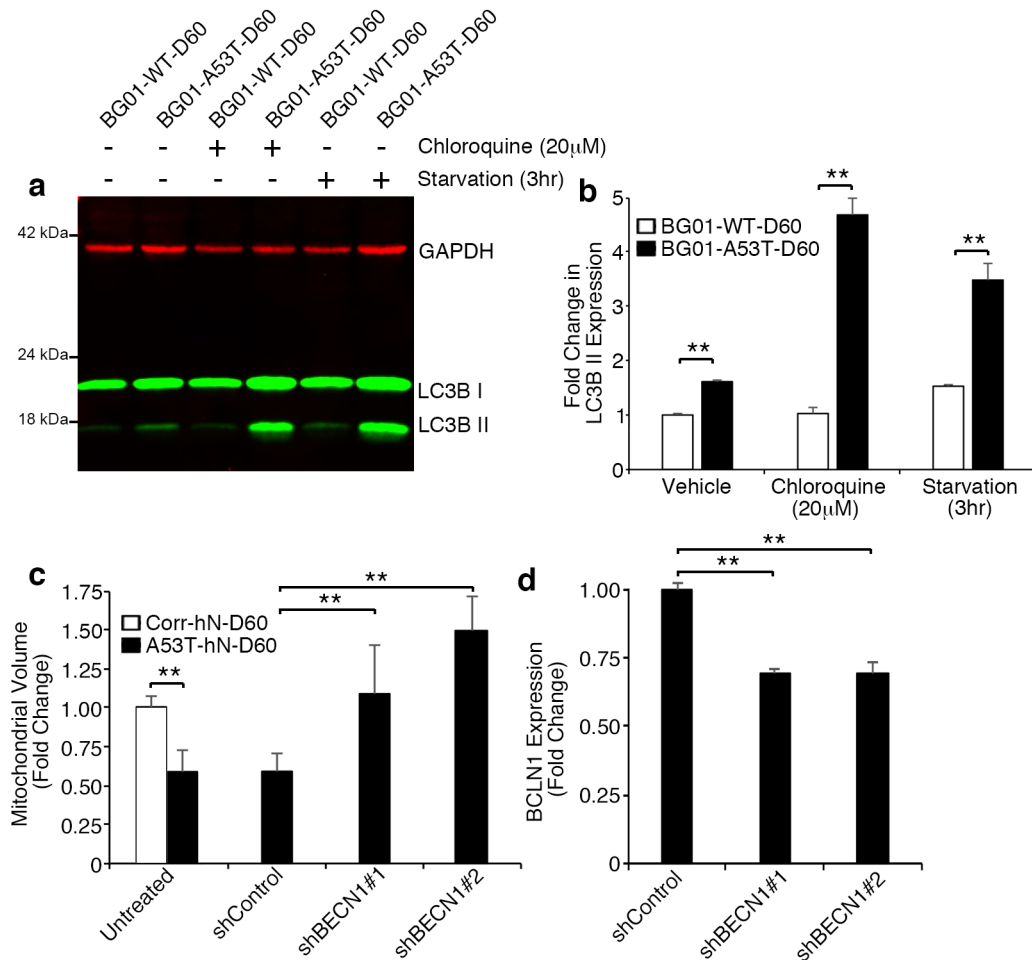 BG01-WT-D60
BG01-A53T-D60
BG01-WT-D60
BG01-A53T-D60
BG01-WT-D60
BG01-A53T-D60
- - + + - - Chloroquine (20µM)
- - - - + + Starvation (3hr)
a
42 kDa
GAPDH
24 kDa
LC3B I
18 kDa
LC3B II
b
Fold Change in
LC3B II Expression
5
4
3
2
1
0
BG01-WT-D60
BG01-A53T-D60
**
**
**
Vehicle
Chloroquine
(20µM)
Starvation
(3hr)
c
Mitochondrial Volume
(Fold Change)
1.75
1.50
1.25
1.00
0.75
0.50
0.25
0
Corr-hN-D60
A53T-hN-D60
**
**
**
Untreated
shControl
shBECN1#1
shBECN1#2
d
BCLN1 Expression
(Fold Change)
1.00
0.75
0.50
0.25
0
**
**
shControl
shBECN1#1
shBECN1#2